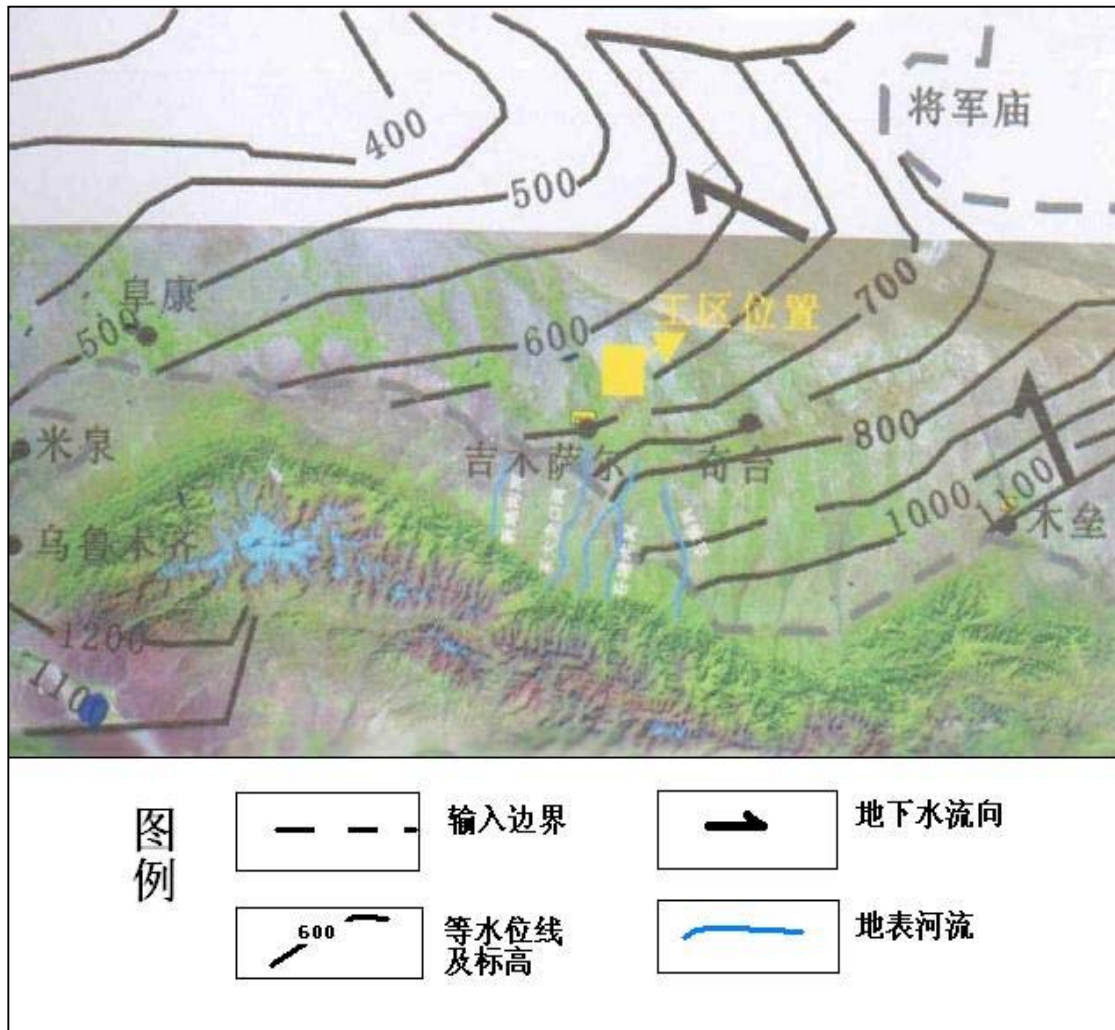 400
将军庙
500
700
阜康
工区位置
500
600
800
米泉
吉木萨尔
奇台
1000
1100
木垒
乌鲁木齐
1200
110
图例
输入边界
地下水流向
600
等水位线
及标高
地表河流